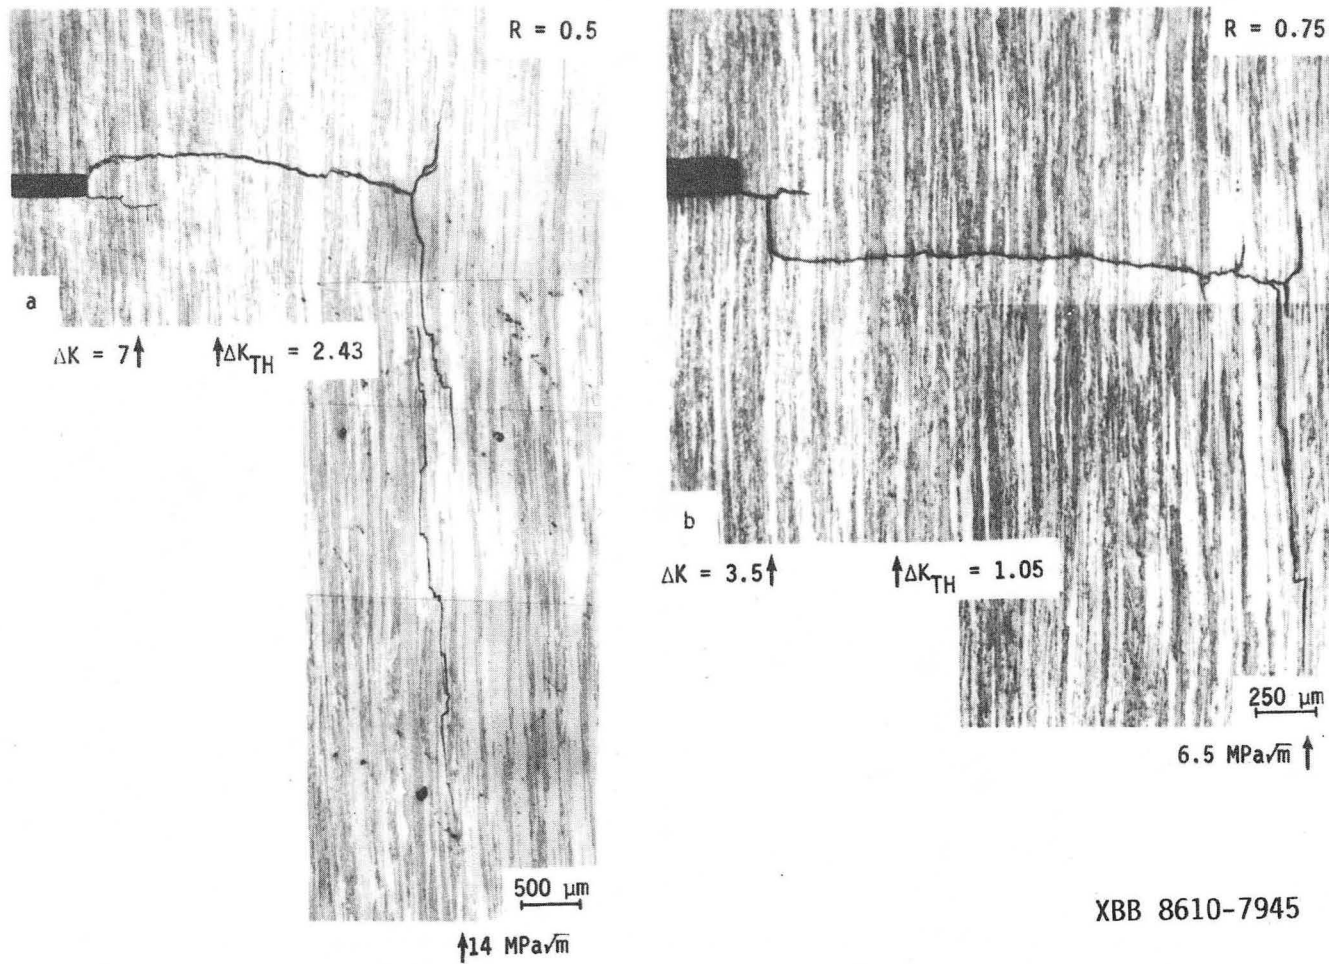 R = 0.5
a
ΔK = 7↑ ↑ΔK_TH = 2.43
500 µm
↑14 MPa√m
R = 0.75
b
ΔK = 3.5↑ ↑ΔK_TH = 1.05
250 µm
6.5 MPa√m ↑
XBB 8610-7945